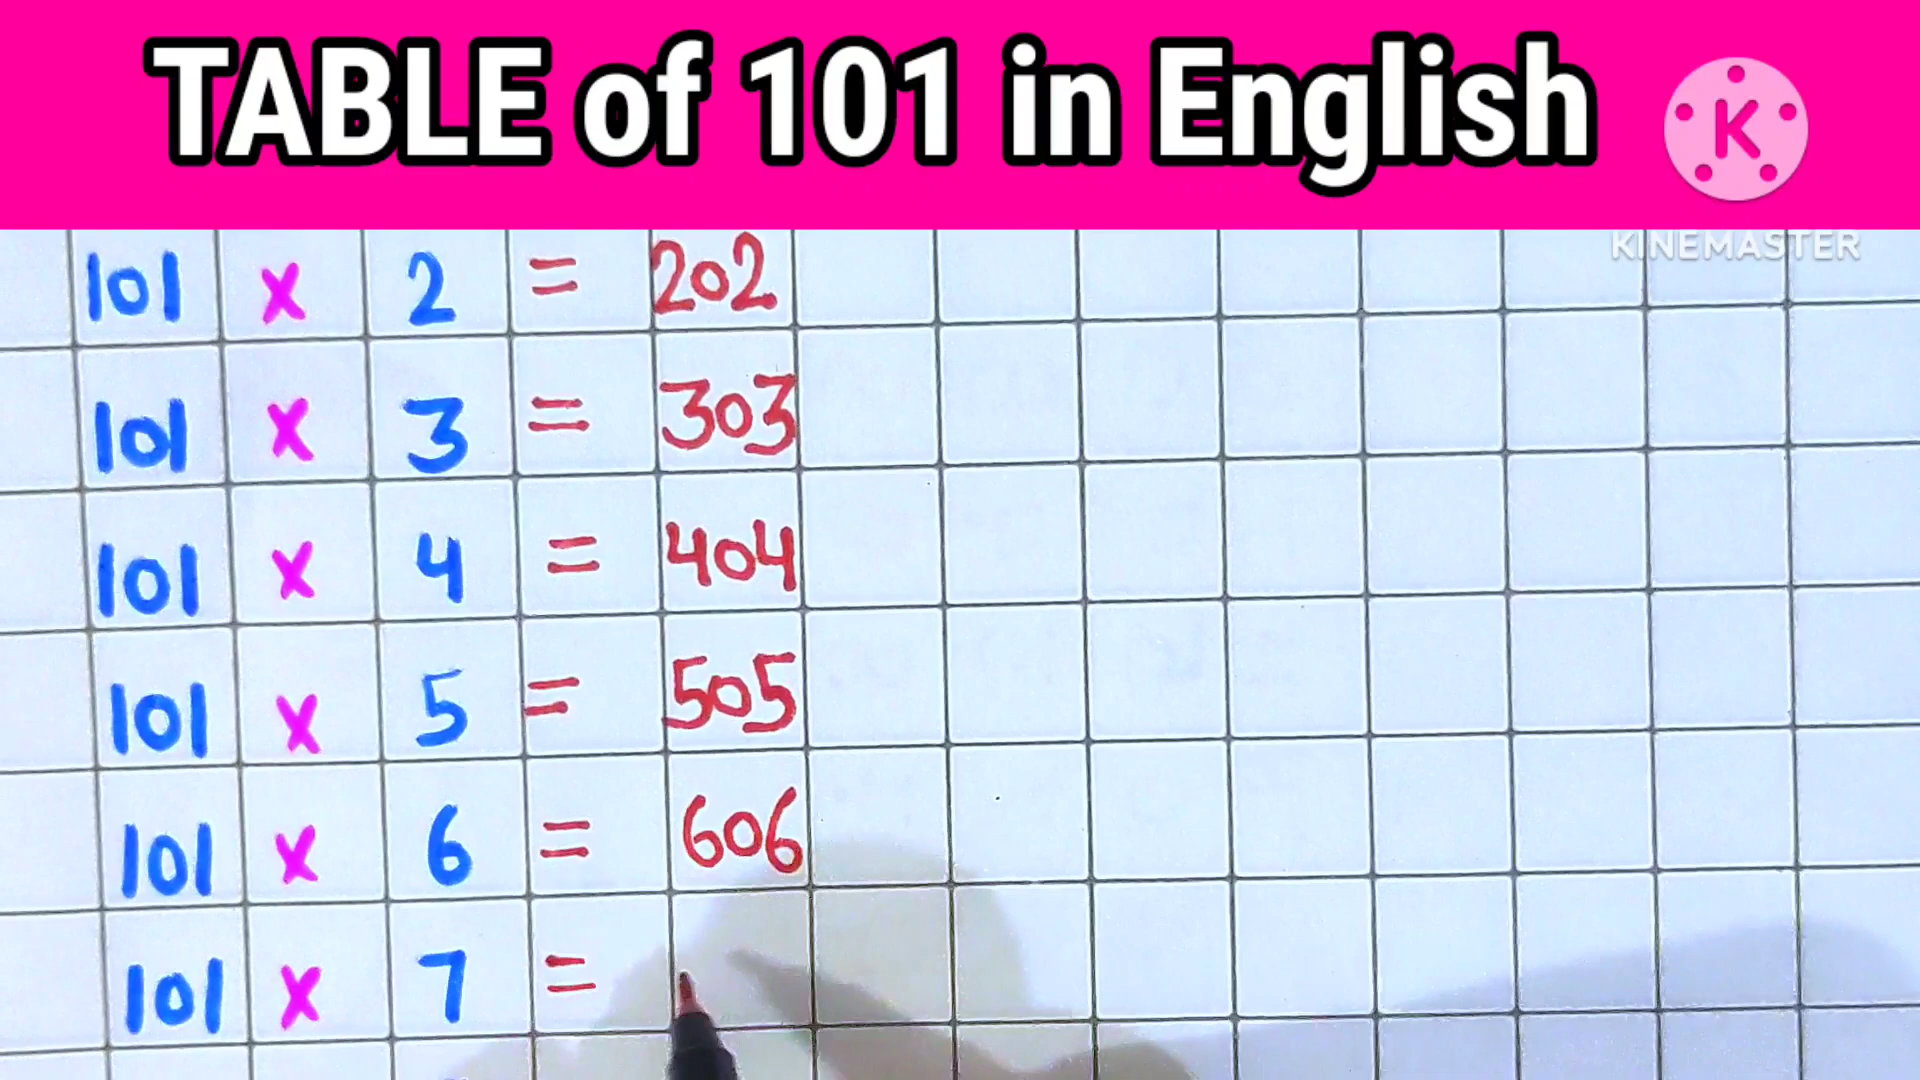 TABLE of 101 in English
K
KINEMASTER
101 x 2 = 202
101 x 3 = 303
101 x 4 = 404
101 x 5 = 505
101 x 6 = 606
101 x 7 =